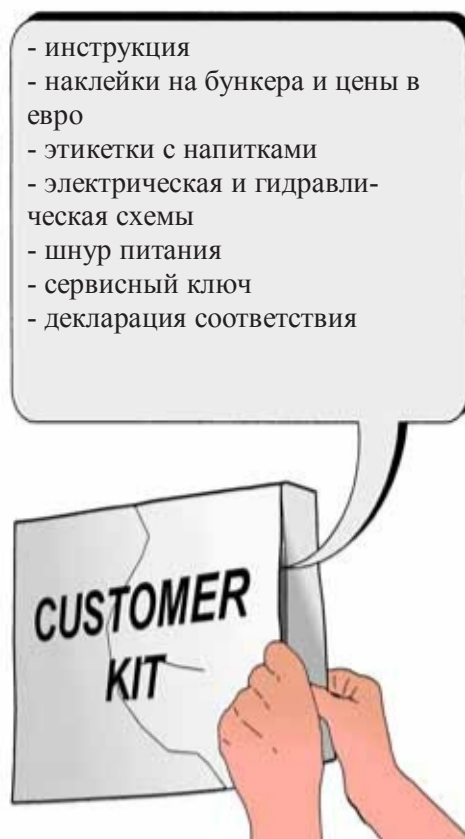 - инструкция
- наклейки на бункера и цены в
евро
- этикетки с напитками
- электрическая и гидравли-
ческая схемы
- шнур питания
- сервисный ключ
- декларация соответствия
CUSTOMER
KIT